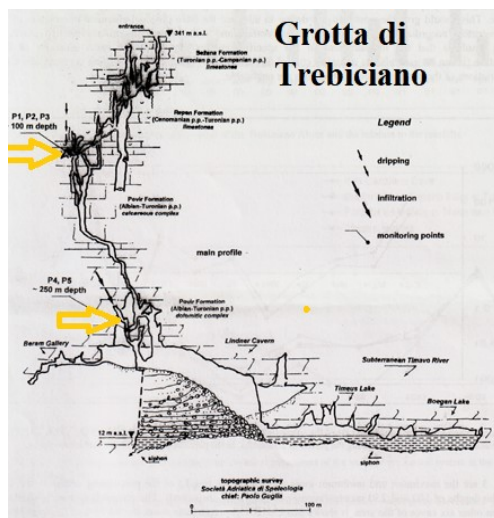 Grotta di
Trebiciano
entrance
341 m a.s.l.
Sežana Formation
(Turonian p.p.-Campanian p.p.)
limestones
Repen Formation
(Cenomanian p.p.-Turonian p.p.)
limestones
P1, P2, P3
100 m depth
Legend
dripping
infiltration
monitoring points
Povir Formation
(Albian-Turonian p.p.)
calcareous complex
main profile
P4, P5
~ 250 m depth
Povir Formation
(Albian-Turonian p.p.)
dolomitic complex
Beram Gallery
Lindner Cavern
Subterranean Timavo River
Timeus Lake
Boegan Lake
12 m a.s.l.
siphon
siphon
topographic survey
Società Adriatica di Speleologia
chief: Paolo Guglia
0
100 m